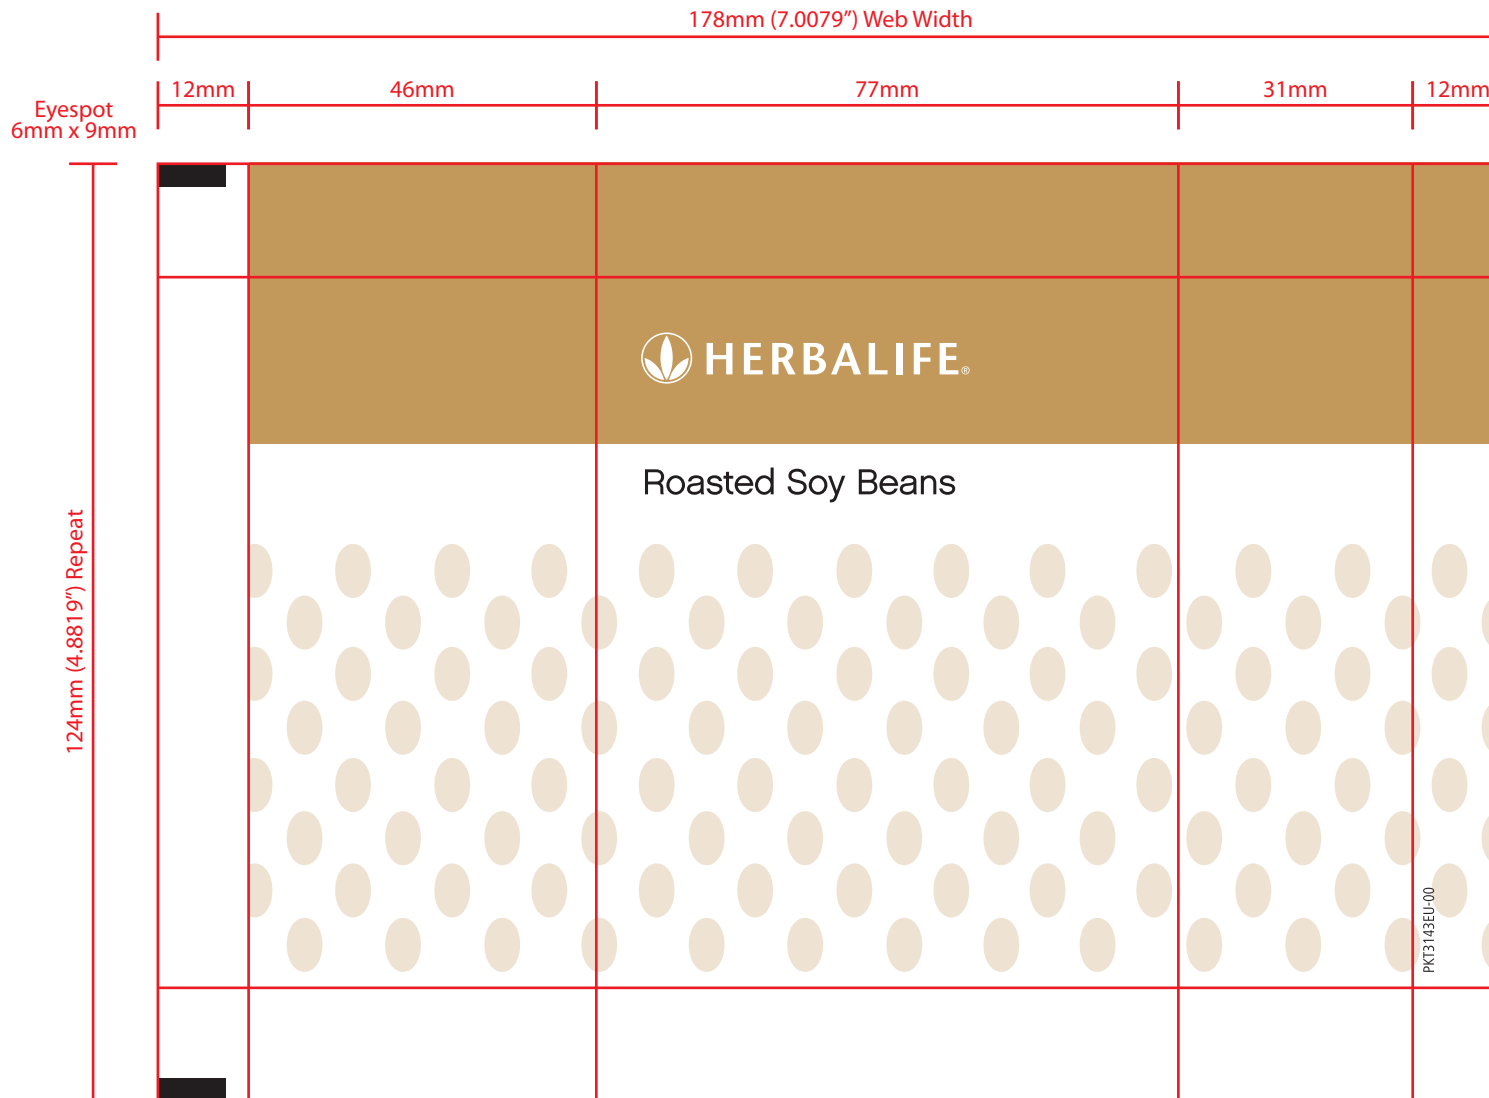 178mm (7.0079”) Web Width
12mm
46mm
77mm
31mm
12mm
Eyespot
6mm x 9mm
HERBALIFE®
Roasted Soy Beans
124mm (4.8819”) Repeat
PKT3143EU-00